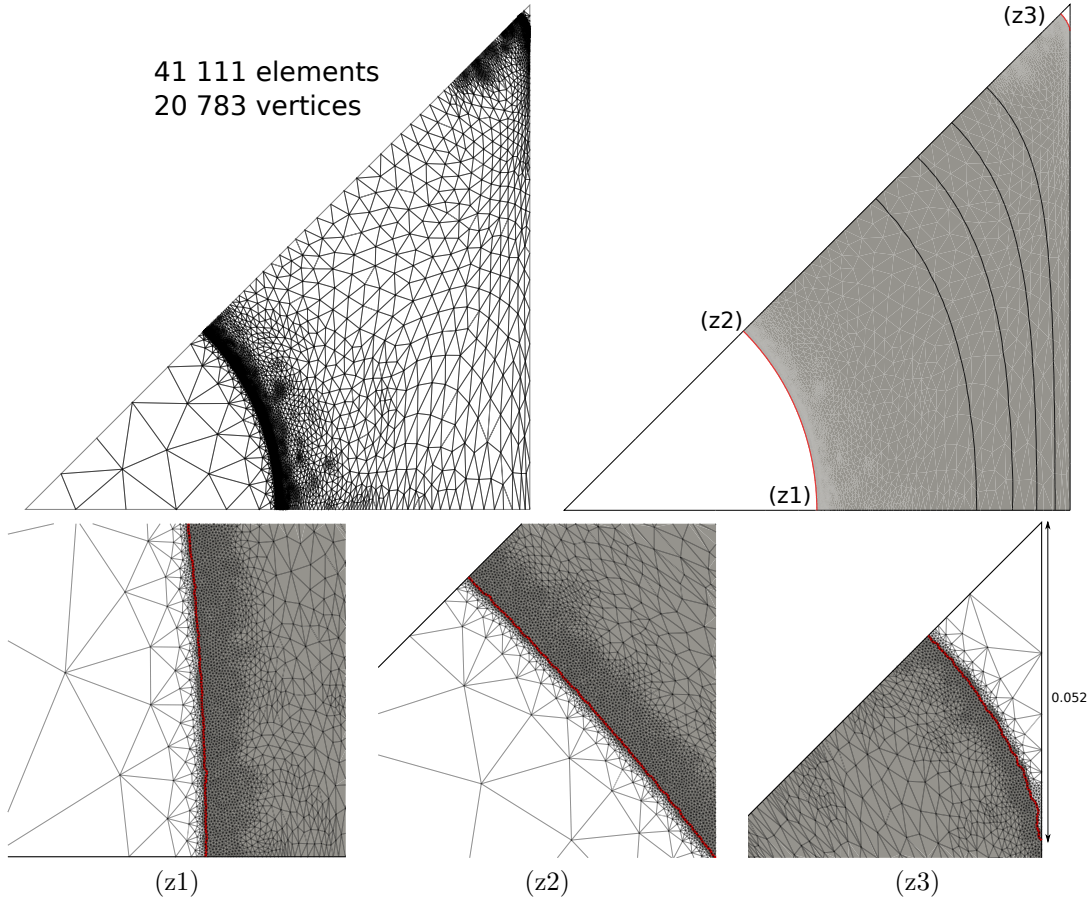 41 111 elements
20 783 vertices
(z3)
(z2)
(z1)
0.052
(z1)
(z2)
(z3)